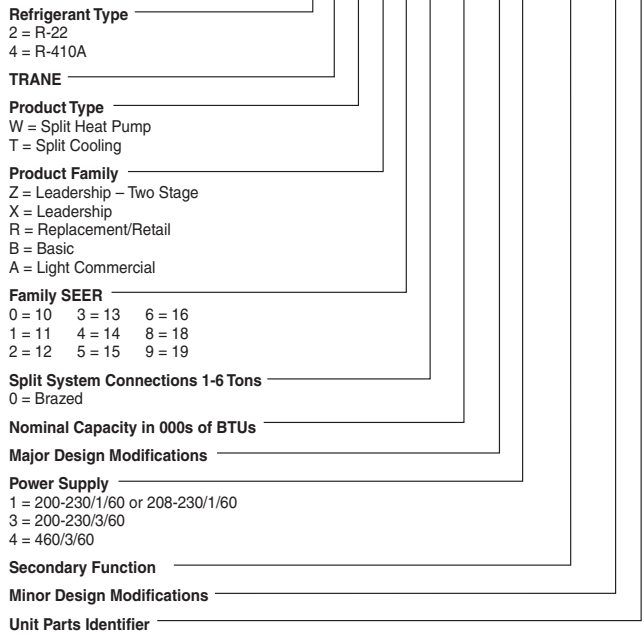 Refrigerant Type
2 = R-22
4 = R-410A
TRANE
Product Type
W = Split Heat Pump
T = Split Cooling
Product Family
Z = Leadership – Two Stage
X = Leadership
R = Replacement/Retail
B = Basic
A = Light Commercial
Family SEER
0 = 10 3 = 13 6 = 16
1 = 11 4 = 14 8 = 18
2 = 12 5 = 15 9 = 19
Split System Connections 1-6 Tons
0 = Brazed
Nominal Capacity in 000s of BTUs
Major Design Modifications
Power Supply
1 = 200-230/1/60 or 208-230/1/60
3 = 200-230/3/60
4 = 460/3/60
Secondary Function
Minor Design Modifications
Unit Parts Identifier